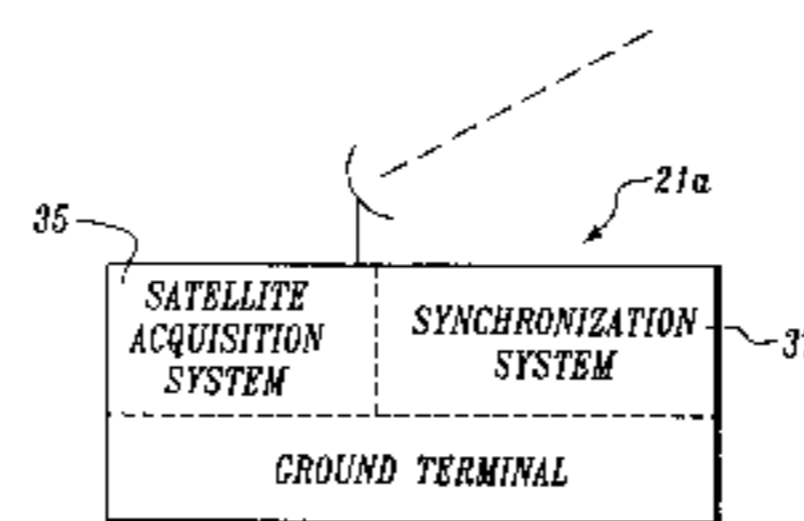 21a
35
SATELLITE
ACQUISITION
SYSTEM
SYNCHRONIZATION
SYSTEM
GROUND TERMINAL